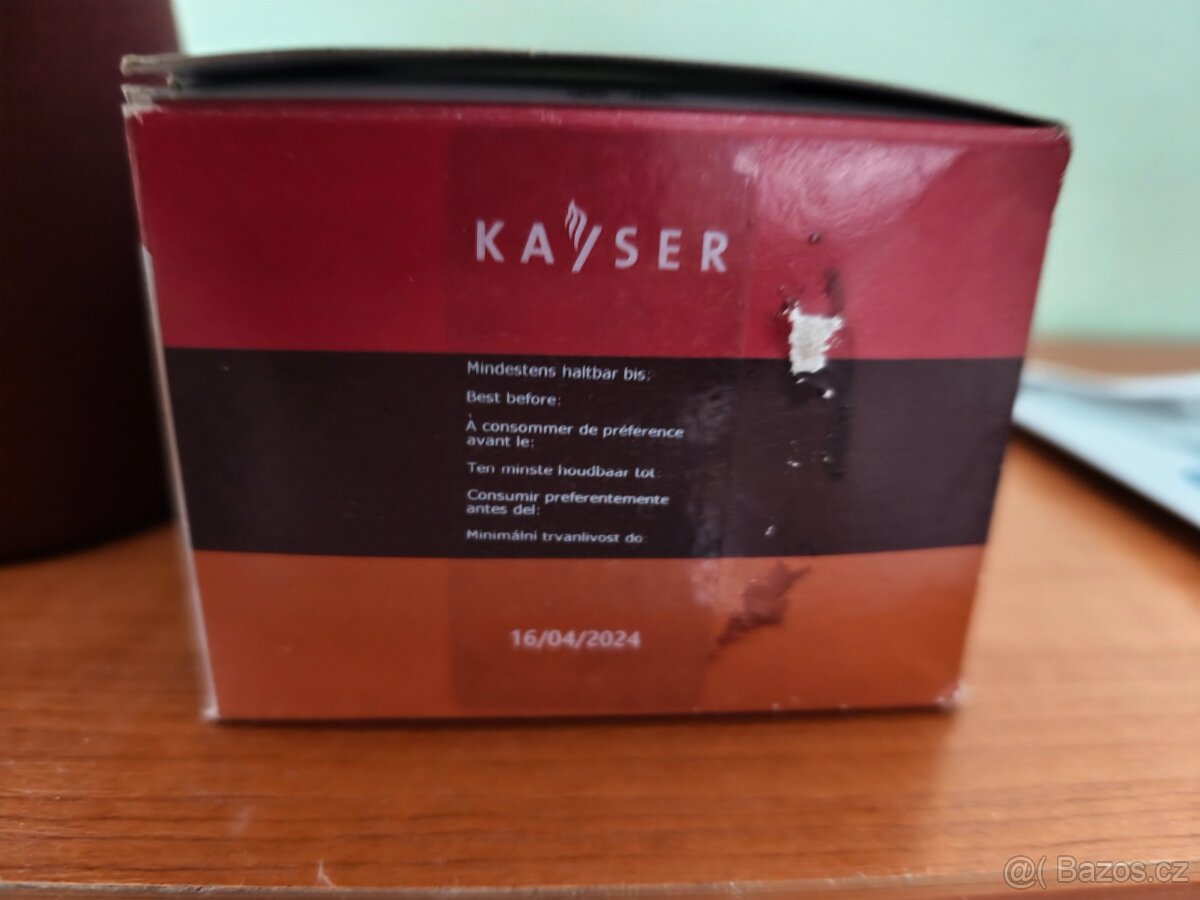 KAYSER
Mindestens haltbar bis:
Best before:
À consommer de préference
avant le:
Ten minste houdbaar tot:
Consumir preferentemente
antes del:
Minimální trvanlivost do:
16/04/2024
@( Bazos.cz